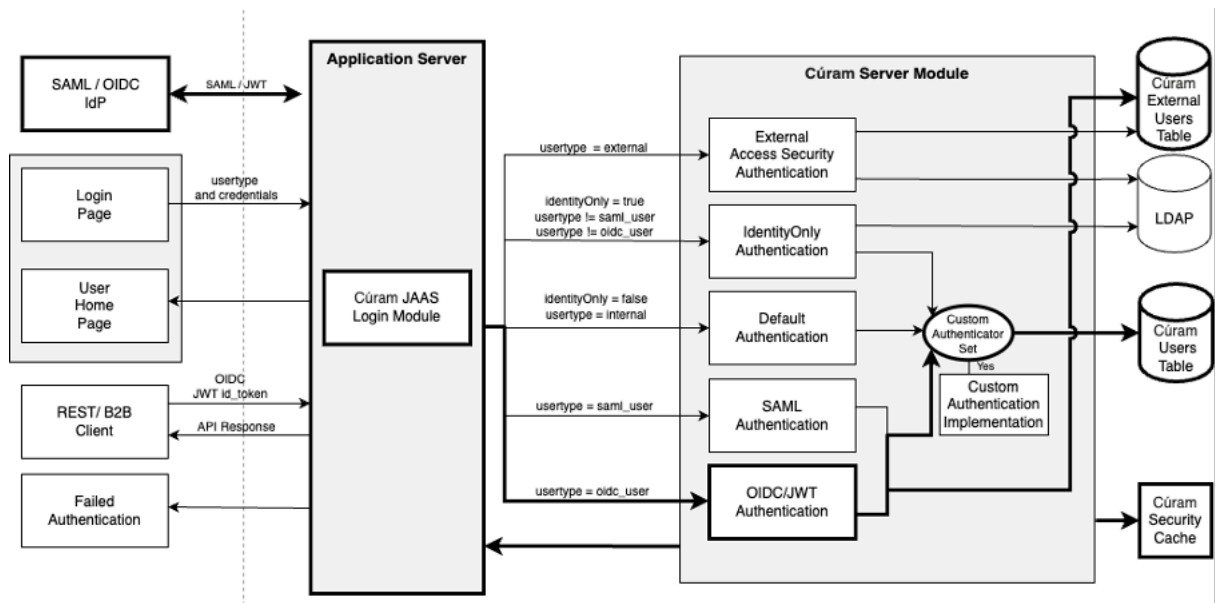 Application Server
SAML / OIDC
IdP
SAML / JWT
Login
Page
usertype
and credentials
User
Home
Page
Cúram JAAS
Login Module
REST/ B2B
Client
OIDC
JWT id_token
API Response
Failed
Authentication
usertype = external
identityOnly = true
usertype != saml_user
usertype != oidc_user
identityOnly = false
usertype = internal
usertype = saml_user
usertype = oidc_user
Cúram Server Module
External
Access Security
Authentication
IdentityOnly
Authentication
Default
Authentication
SAML
Authentication
OIDC/JWT
Authentication
Custom
Authenticator
Set
Yes
Custom
Authentication
Implementation
Cúram
External
Users
Table
LDAP
Cúram
Users
Table
Cúram
Security
Cache